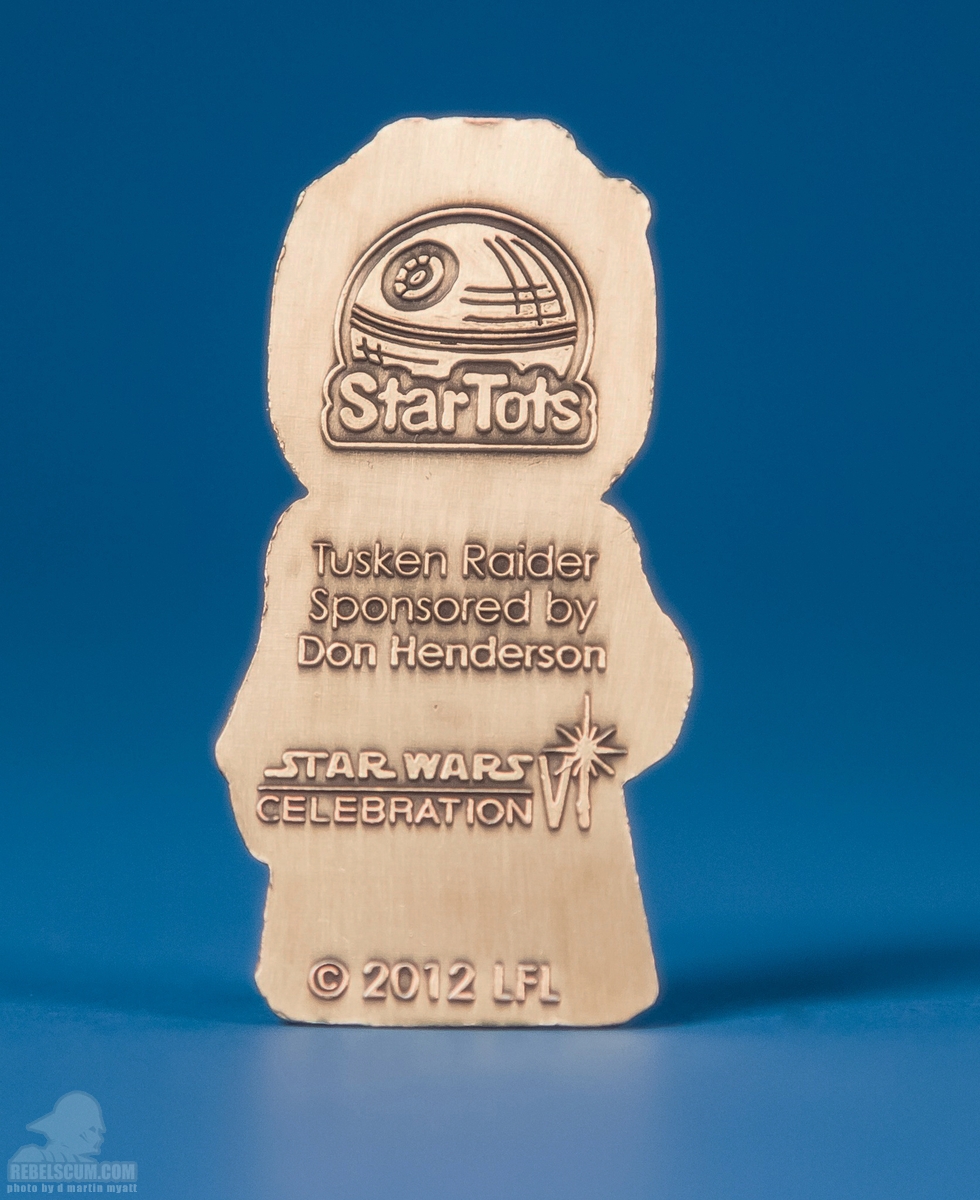 StarTots
Tusken Raider
Sponsored by
Don Henderson
STAR WARS
CELEBRATION VI
© 2012 LFL
REBELSCUM.COM
photo by d martin myatt